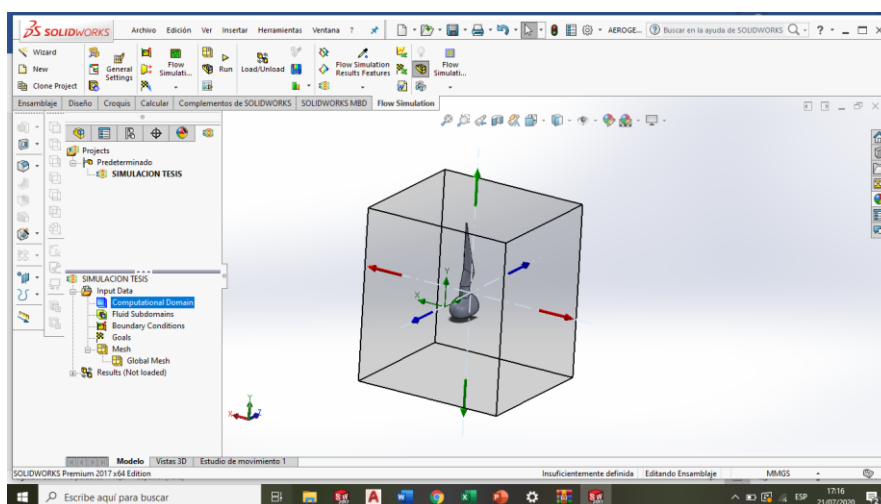 SOLIDWORKS
Archivo Edición Ver Insertar Herramientas Ventana ?
AEROGE...
Buscar en la ayuda de SOLIDWORKS
?
Wizard
New
Clone Project
General Settings
Flow Simulati...
Run
Load/Unload
Flow Simulation Results Features
Flow Simulati...
Ensamblaje Diseño Croquis Calcular Complementos de SOLIDWORKS SOLIDWORKS MBD Flow Simulation
Projects
Predeterminado
SIMULACION TESIS
SIMULACION TESIS
Input Data
Computational Domain
Fluid Subdomains
Boundary Conditions
Goals
Mesh
Global Mesh
Results (Not loaded)
Y
X
Y
X
Z
Modelo Vistas 3D Estudio de movimiento 1
SOLIDWORKS Premium 2017 x64 Edition
Insuficientemente definida Editando Ensamblaje MMGS
Escribe aquí para buscar
ESP
17:16
21/07/2020